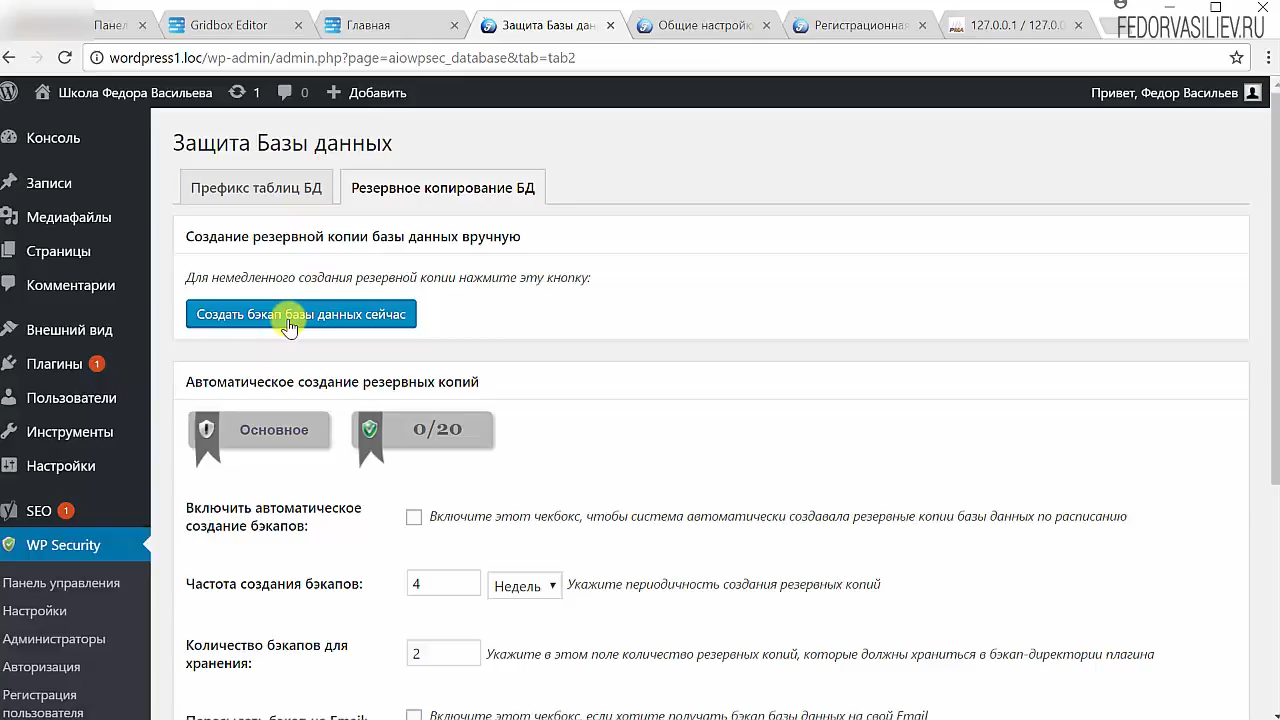 Панел
Gridbox Editor
Главная
Защита Базы дан
Общие настройк
Регистрационная
127.0.0.1 / 127.0.0
FEDORVASILIEV.RU
wordpress1.loc/wp-admin/admin.php?page=aiowpsec_database&tab=tab2
Школа Федора Васильева
1
0
Добавить
Привет, Федор Васильев
Консоль
Записи
Медиафайлы
Страницы
Комментарии
Внешний вид
Плагины 1
Пользователи
Инструменты
Настройки
SEO 1
WP Security
Панель управления
Настройки
Администраторы
Авторизация
Регистрация
пользователя
Защита Базы данных
Префикс таблиц БД
Резервное копирование БД
Создание резервной копии базы данных вручную
Для немедленного создания резервной копии нажмите эту кнопку:
Создать бэкап базы данных сейчас
Автоматическое создание резервных копий
Основное
0/20
Включить автоматическое
создание бэкапов:
Включите этот чекбокс, чтобы система автоматически создавала резервные копии базы данных по расписанию
Частота создания бэкапов:
4
Недель
Укажите периодичность создания резервных копий
Количество бэкапов для
хранения:
2
Укажите в этом поле количество резервных копий, которые должны храниться в бэкап-директории плагина
Включите этот чекбокс, если хотите получать бэкап базы данных на свой Email